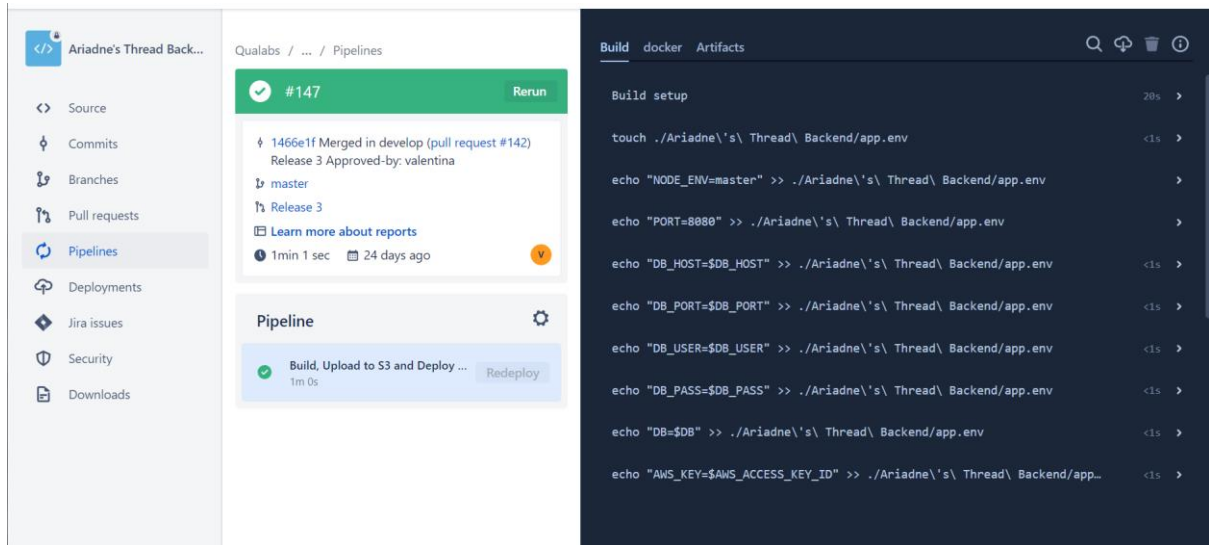 </> Ariadne's Thread Back...
Source
Commits
Branches
Pull requests
Pipelines
Deployments
Jira issues
Security
Downloads
Qualabs / ... / Pipelines
#147 Rerun
1466e1f Merged in develop (pull request #142)
Release 3 Approved-by: valentina
master
Release 3
Learn more about reports
1min 1 sec 24 days ago V
Pipeline
Build, Upload to S3 and Deploy ... Redeploy
1m 0s
Build docker Artifacts
Build setup 20s
touch ./Ariadne\'s\ Thread\ Backend/app.env <1s
echo "NODE_ENV=master" >> ./Ariadne\'s\ Thread\ Backend/app.env
echo "PORT=8080" >> ./Ariadne\'s\ Thread\ Backend/app.env
echo "DB_HOST=$DB_HOST" >> ./Ariadne\'s\ Thread\ Backend/app.env <1s
echo "DB_PORT=$DB_PORT" >> ./Ariadne\'s\ Thread\ Backend/app.env <1s
echo "DB_USER=$DB_USER" >> ./Ariadne\'s\ Thread\ Backend/app.env <1s
echo "DB_PASS=$DB_PASS" >> ./Ariadne\'s\ Thread\ Backend/app.env <1s
echo "DB=$DB" >> ./Ariadne\'s\ Thread\ Backend/app.env <1s
echo "AWS_KEY=$AWS_ACCESS_KEY_ID" >> ./Ariadne\'s\ Thread\ Backend/app… <1s